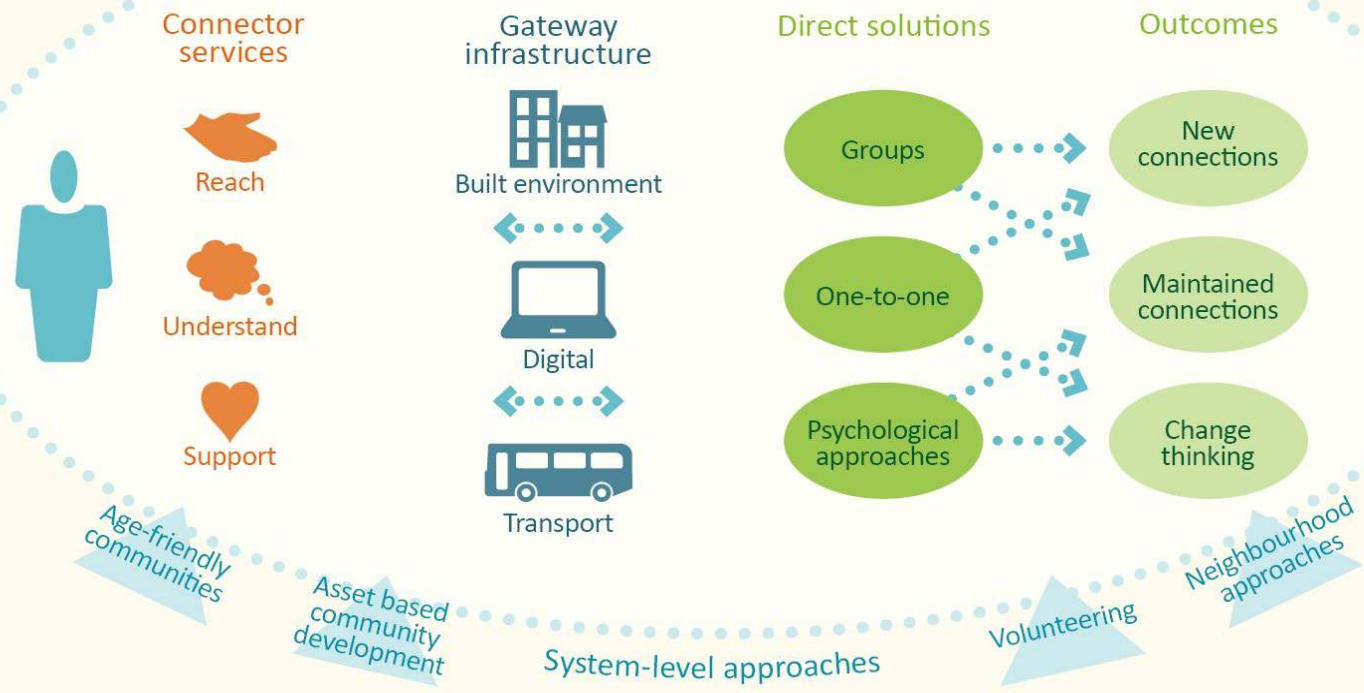 Connector
services
Reach
Understand
Support
Gateway
infrastructure
Built environment
Digital
Transport
Direct solutions
Groups
One-to-one
Psychological
approaches
Outcomes
New
connections
Maintained
connections
Change
thinking
Age-friendly
communities
Asset based
community
development
System-level approaches
Volunteering
Neighbourhood
approaches